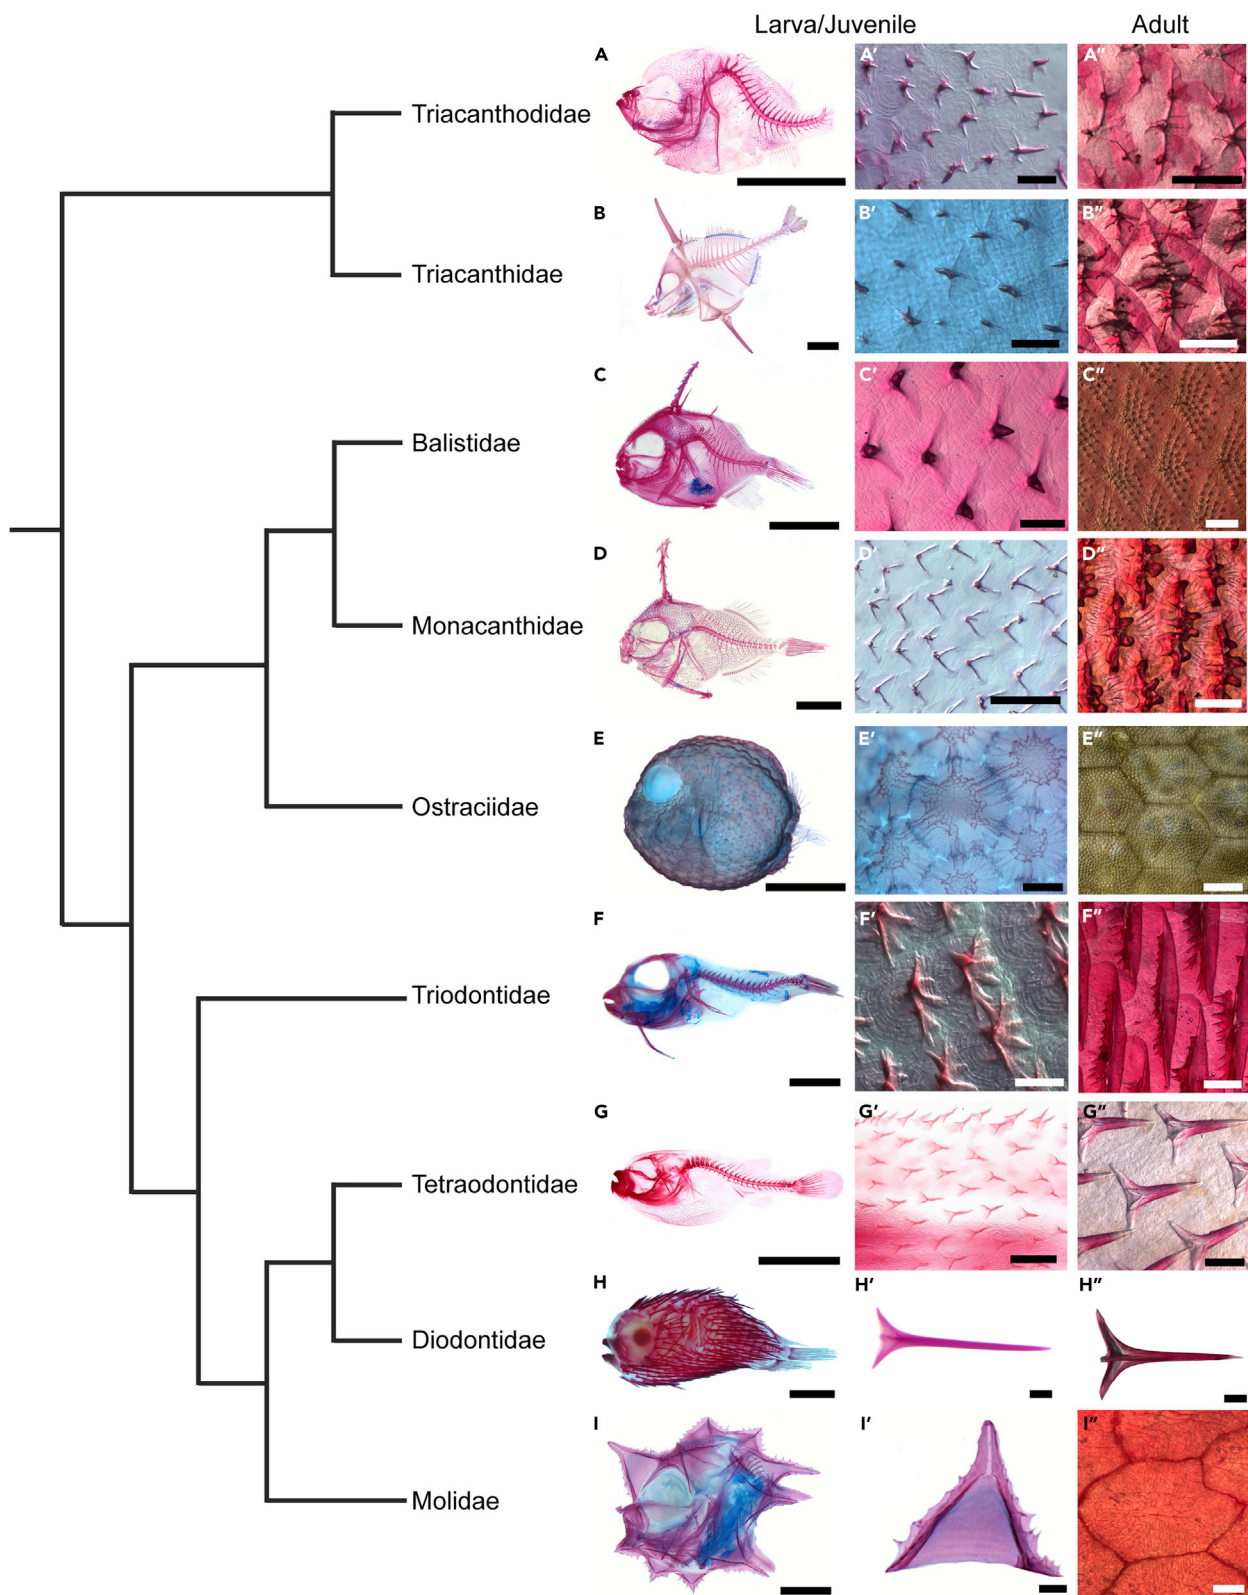 Larva/Juvenile Adult
A A′ A″
Triacanthodidae
B B′ B″
Triacanthidae
C C′ C″
Balistidae
D D′ D″
Monacanthidae
E E′ E″
Ostraciidae
F F′ F″
Triodontidae
G G′ G″
Tetraodontidae
H H′ H″
Diodontidae
I I′ I″
Molidae